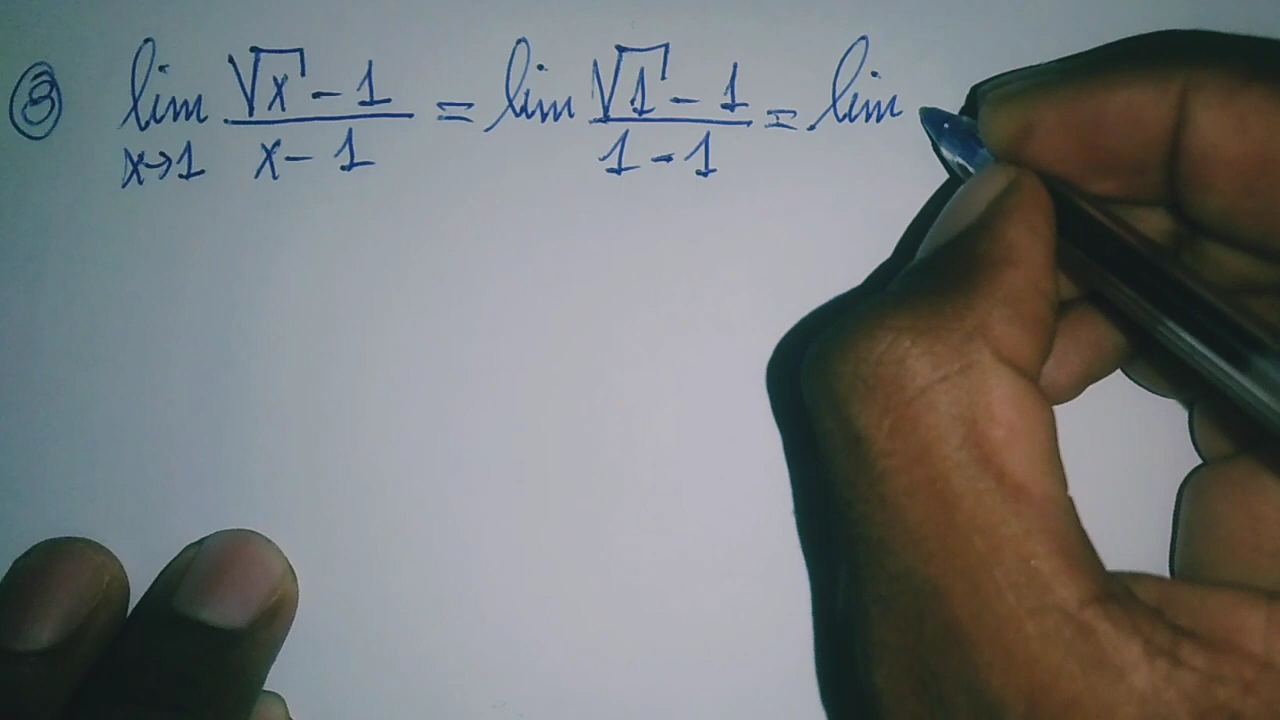 ③ lim x→1 (√x - 1)/(x - 1) = lim (√1 - 1)/(1 - 1) = lim